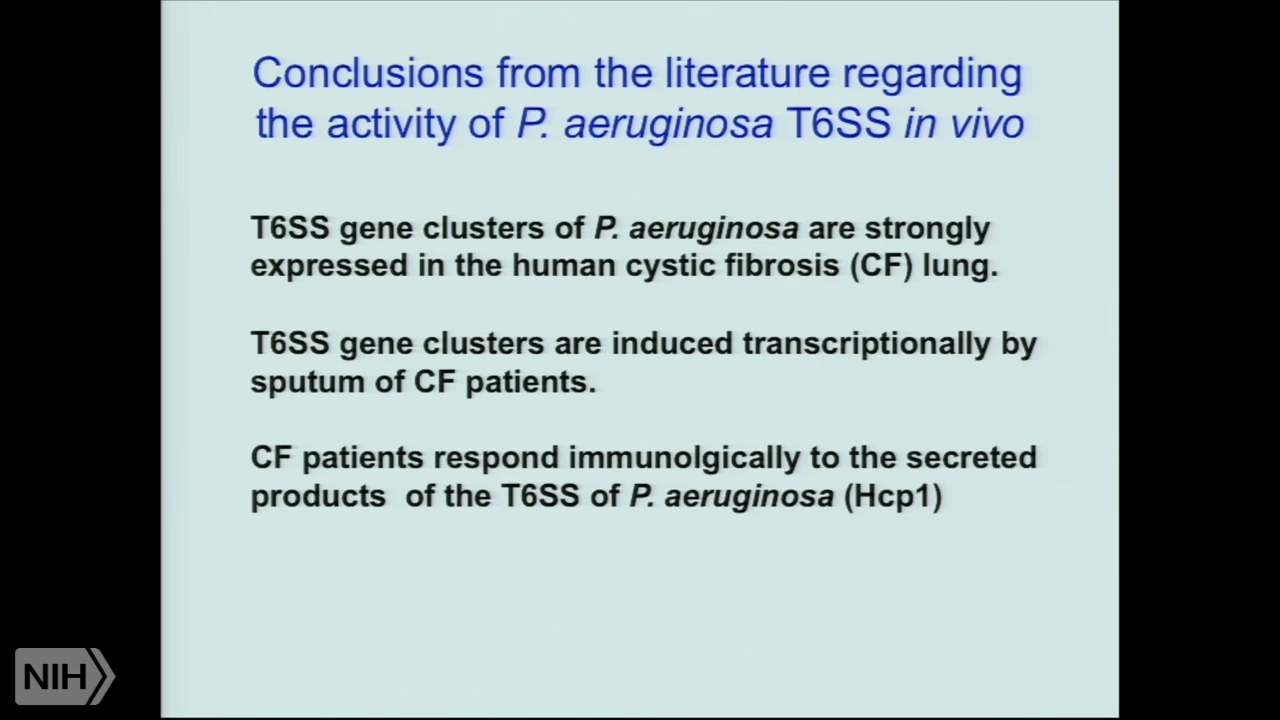 Conclusions from the literature regarding
the activity of P. aeruginosa T6SS in vivo
T6SS gene clusters of P. aeruginosa are strongly
expressed in the human cystic fibrosis (CF) lung.
T6SS gene clusters are induced transcriptionally by
sputum of CF patients.
CF patients respond immunolgically to the secreted
products of the T6SS of P. aeruginosa (Hcp1)
NIH